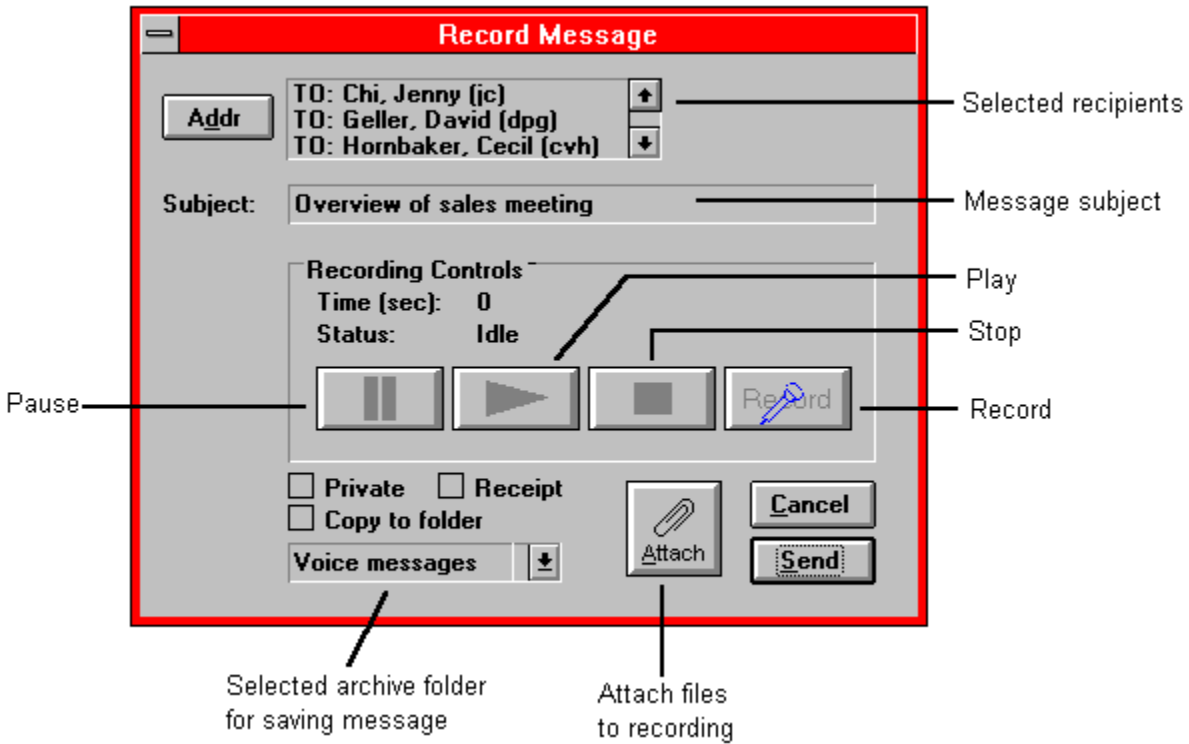 Record Message
Addr
TO: Chi, Jenny (jc)
TO: Geller, David (dpg)
TO: Hornbaker, Cecil (cvh)
Selected recipients
Subject:
Overview of sales meeting
Message subject
Recording Controls
Time (sec): 0
Status: Idle
Play
Stop
Pause
Record
Record
Private
Receipt
Copy to folder
Voice messages
Attach
Cancel
Send
Selected archive folder
for saving message
Attach files
to recording